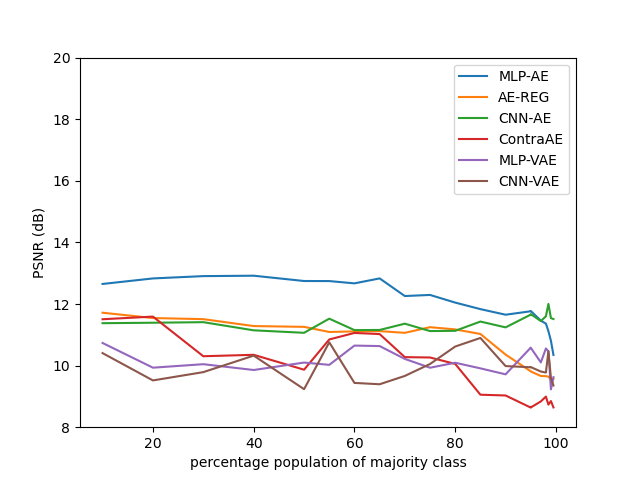 20
18
16
14
12
10
8
PSNR (dB)
MLP-AE
AE-REG
CNN-AE
ContraAE
MLP-VAE
CNN-VAE
20 40 60 80 100
percentage population of majority class